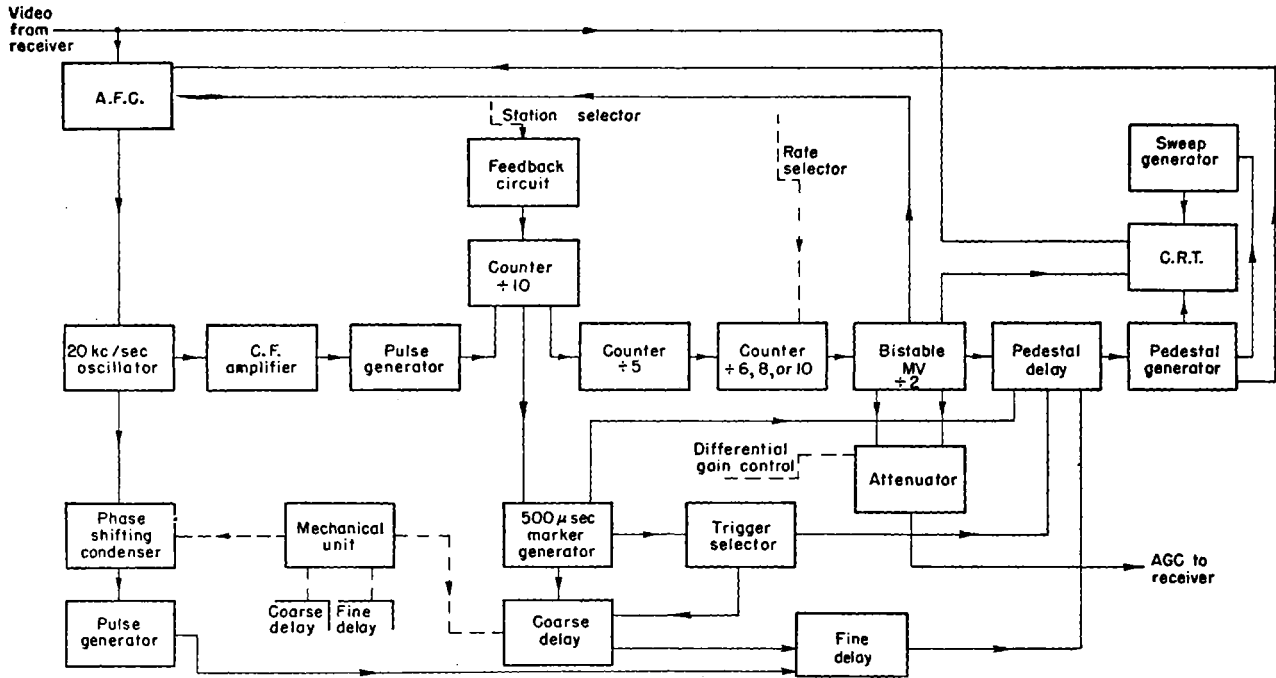 Video
from
receiver
A.F.C.
Station selector
Feedback
circuit
Rate
selector
Sweep
generator
Counter
÷10
C.R.T.
20 kc/sec
oscillator
C.F.
amplifier
Pulse
generator
Counter
÷5
Counter
÷6, 8, or 10
Bistable
MV
÷2
Pedestal
delay
Pedestal
generator
Differential
gain control
Attenuator
Phase
shifting
condenser
Mechanical
unit
500 μ sec
marker
generator
Trigger
selector
AGC to
receiver
Coarse
delay
Fine
delay
Pulse
generator
Coarse
delay
Fine
delay